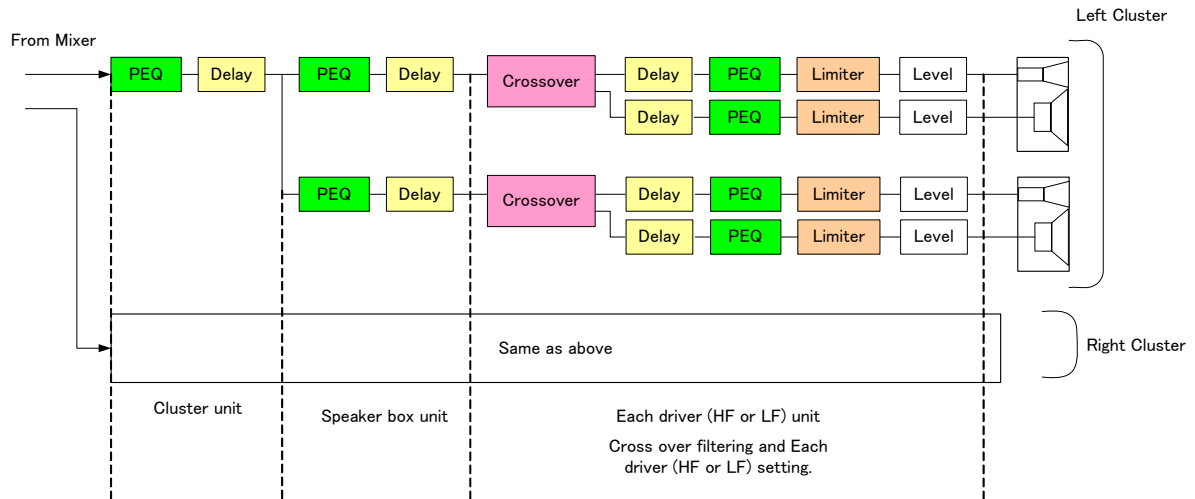 Left Cluster
From Mixer
PEQ Delay PEQ Delay Crossover Delay PEQ Limiter Level
Delay PEQ Limiter Level
PEQ Delay Crossover Delay PEQ Limiter Level
Delay PEQ Limiter Level
Same as above
Right Cluster
Cluster unit
Speaker box unit
Each driver (HF or LF) unit
Cross over filtering and Each
driver (HF or LF) setting.